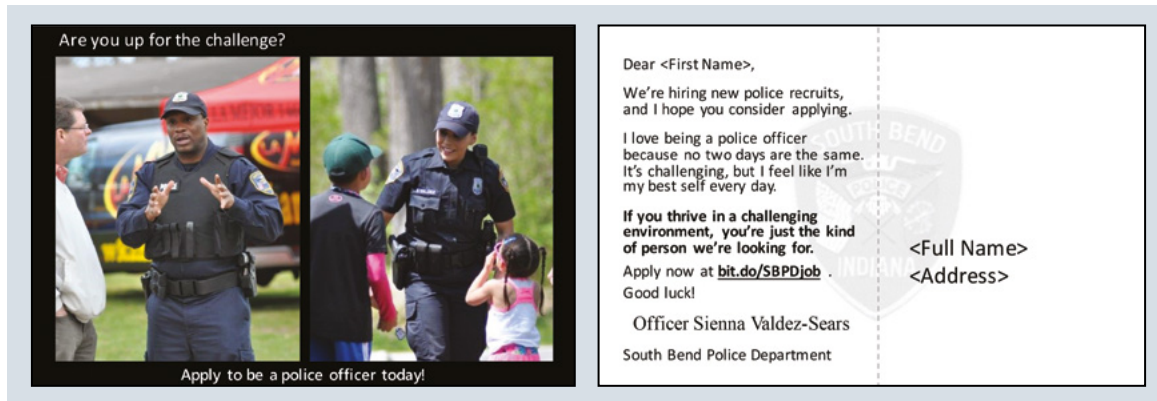 Are you up for the challenge?
Apply to be a police officer today!
Dear <First Name>,
We're hiring new police recruits,
and I hope you consider applying.
I love being a police officer
because no two days are the same.
It's challenging, but I feel like I'm
my best self every day.
If you thrive in a challenging
environment, you're just the kind
of person we're looking for.
Apply now at bit.do/SBPDjob .
Good luck!
Officer Sienna Valdez-Sears
South Bend Police Department
SOUTH BEND
POLICE
INDIANA
<Full Name>
<Address>